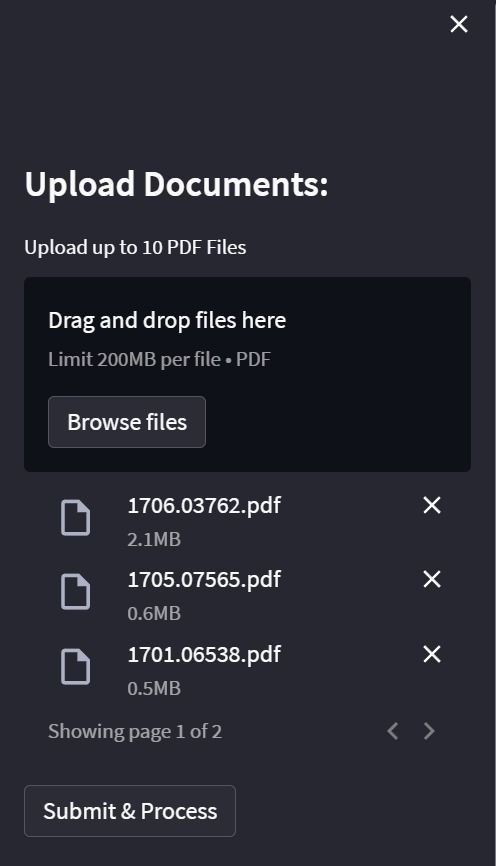 Upload Documents:
Upload up to 10 PDF Files
Drag and drop files here
Limit 200MB per file • PDF
Browse files
1706.03762.pdf
2.1MB
1705.07565.pdf
0.6MB
1701.06538.pdf
0.5MB
Showing page 1 of 2
Submit & Process